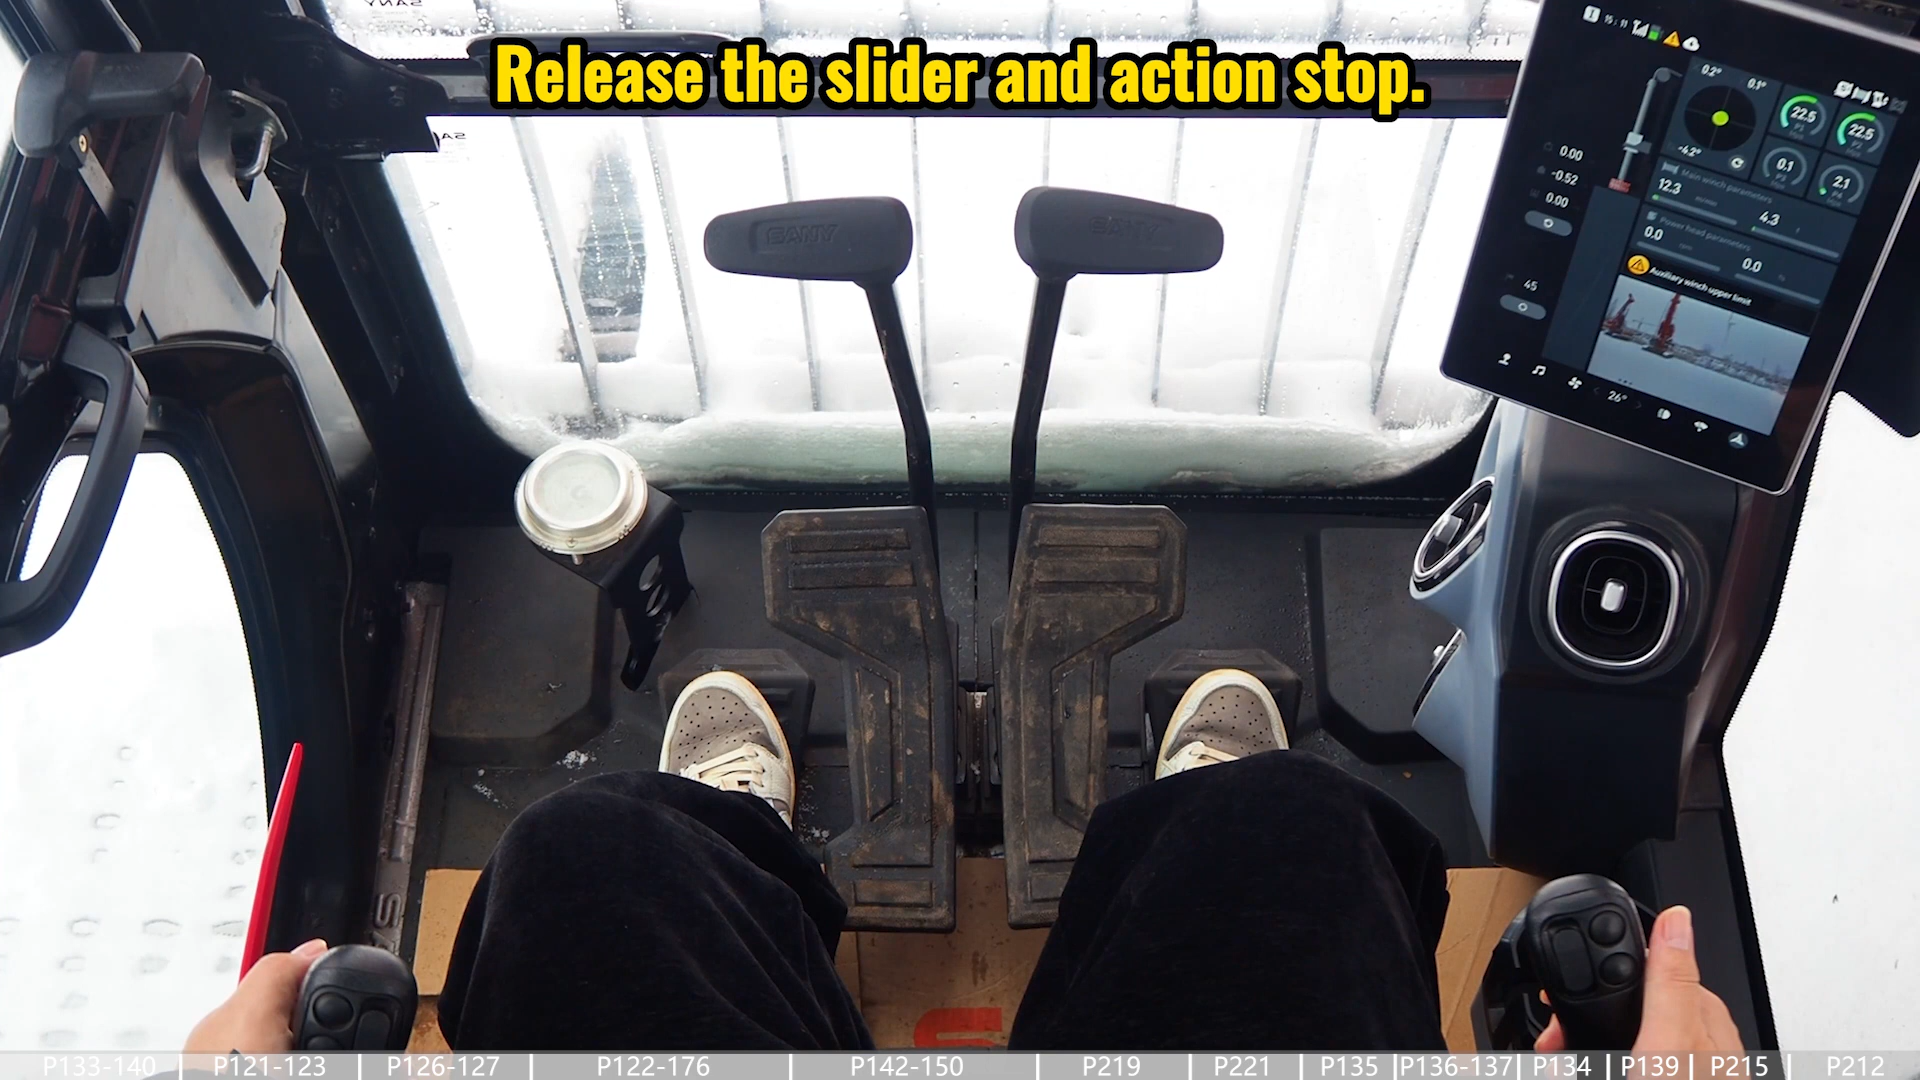 Release the slider and action stop.
SANY
SANY
15:11
0.2°
0.1°
-4.2°
22.5
22.5
0.1
2.1
0.00
-0.52
0.00
Main winch parameters
12.3
4.3
Power head parameters
0.0
0.0
Auxiliary winch upper limit
45
26°
P133-140
P121-123
P126-127
P122-176
P142-150
P219
P221
P135
P136-137
P134
P139
P215
P212